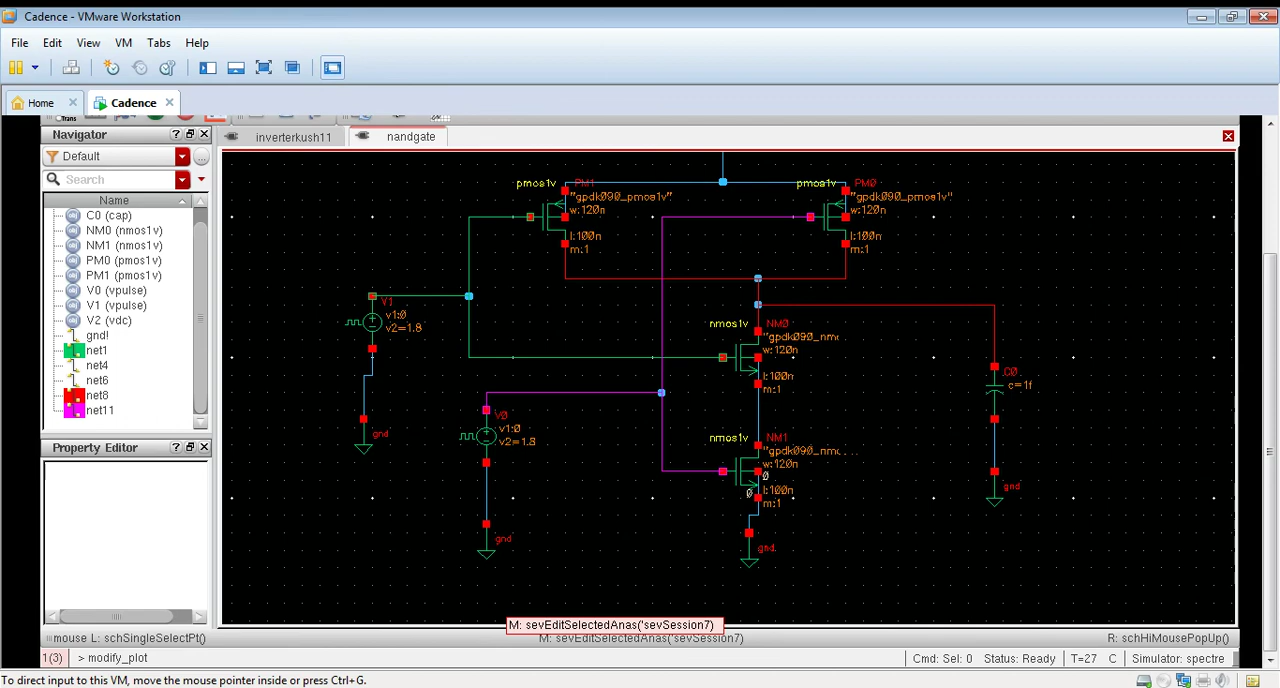 Cadence - VMware Workstation
File Edit View VM Tabs Help
Home Cadence
Trans
Navigator ? inverterkush11 nandgate
Default ...
Search
Name
C0 (cap)
NM0 (nmos1v)
NM1 (nmos1v)
PM0 (pmos1v)
PM1 (pmos1v)
V0 (vpulse)
V1 (vpulse)
V2 (vdc)
gnd!
net1
net4
net6
net8
net11
Property Editor ?
pmos1v PM1
"gpdk090_pmos1v"
w:120n
l:100n
m:1
pmos1v PM0
"gpdk090_pmos1v"
w:120n
l:100n
m:1
V1
v1:0
v2=1.8
gnd
nmos1v NM0
"gpdk090_nmo
w:120n
l:100n
m:1
C0
c=1f
gnd
V0
v1:0
v2=1.8
gnd
nmos1v NM1
"gpdk090_nmo...
w:120n
0
l:100n
0
m:1
gnd
M: sevEditSelectedAnas('sevSession7)
mouse L: schSingleSelectPt() M: sevEditSelectedAnas('sevSession7) R: schHiMousePopUp()
1(3) > modify_plot Cmd: Sel: 0 Status: Ready T=27 C Simulator: spectre
To direct input to this VM, move the mouse pointer inside or press Ctrl+G.